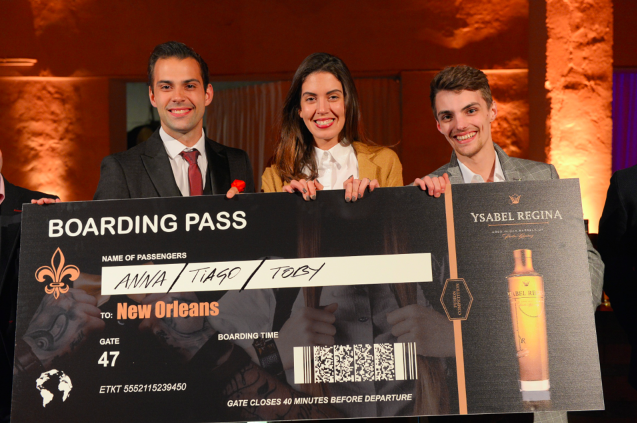 BOARDING PASS
NAME OF PASSENGERS
ANNA / TIAGO / TOBY
TO: New Orleans
GATE
47
BOARDING TIME
ETKT 5552115239450
GATE CLOSES 40 MINUTES BEFORE DEPARTURE
YSABEL REGINA